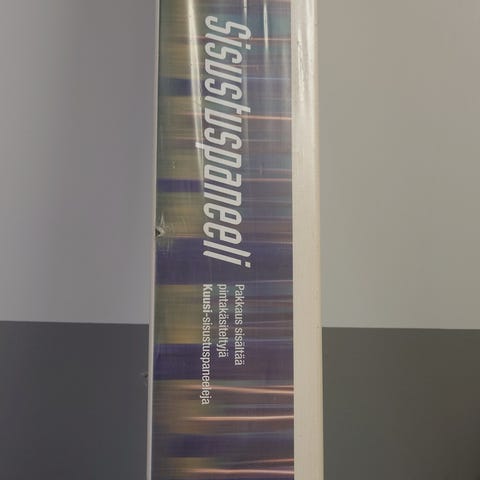 Sisustuspaneeli
Pakkaus sisältää
pintakäsiteltyjä
Kuusi-sisustuspaneeleja